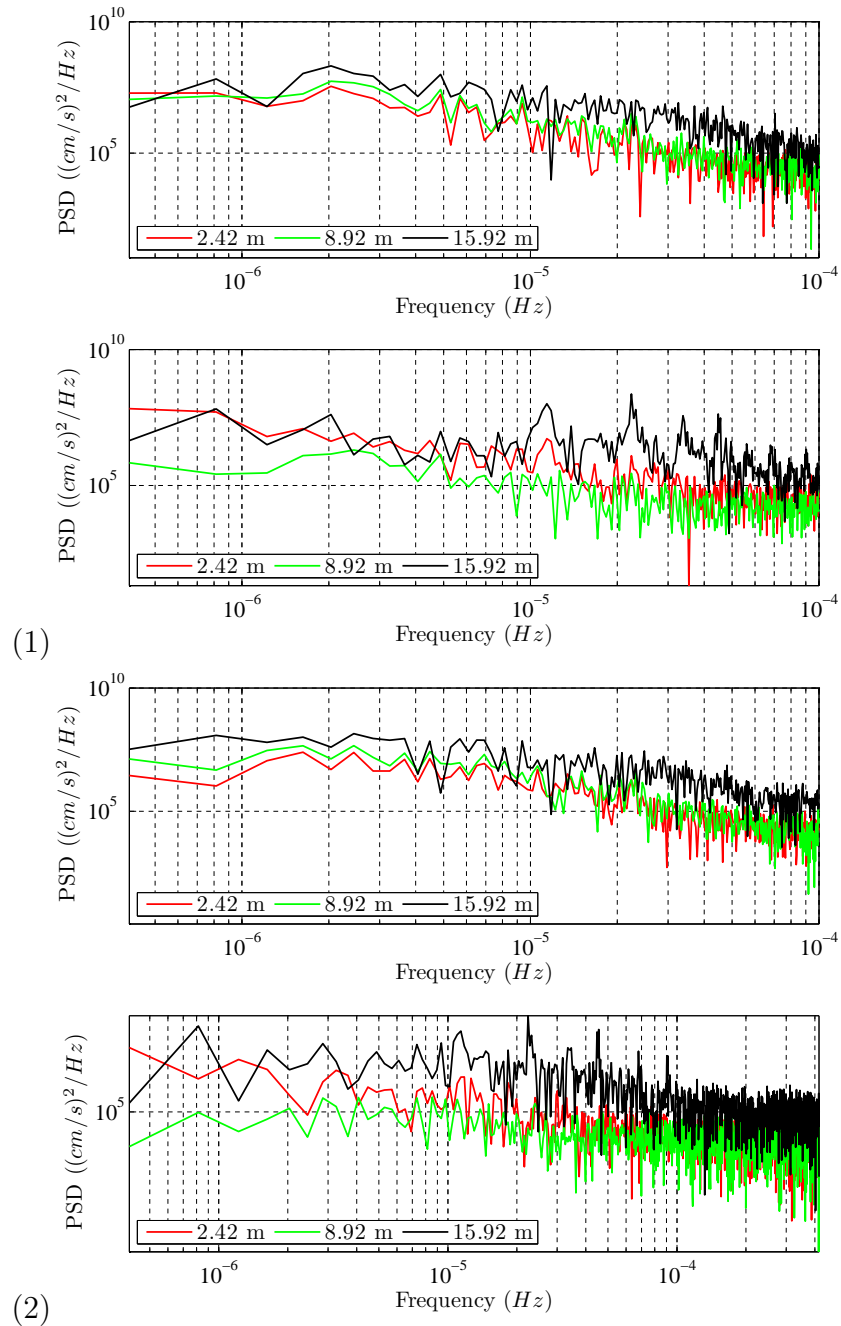 10^10
PSD ((cm/s)^2/Hz)
10^5
2.42 m 8.92 m 15.92 m
10^−6 10^−5 10^−4
Frequency (Hz)
10^10
PSD ((cm/s)^2/Hz)
10^5
2.42 m 8.92 m 15.92 m
10^−6 10^−5 10^−4
Frequency (Hz)
(1)
10^10
PSD ((cm/s)^2/Hz)
10^5
2.42 m 8.92 m 15.92 m
10^−6 10^−5 10^−4
Frequency (Hz)
PSD ((cm/s)^2/Hz)
10^5
2.42 m 8.92 m 15.92 m
10^−6 10^−5 10^−4
Frequency (Hz)
(2)